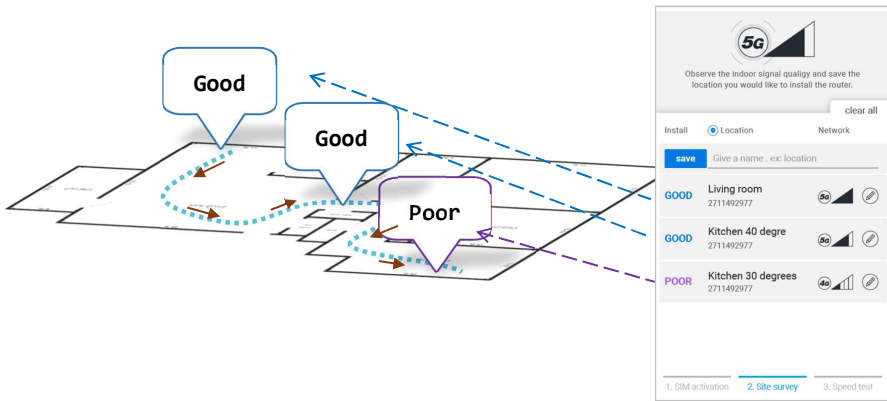 Good
Good
Poor
5G
Observe the indoor signal qualigy and save the
location you would like to install the router.
clear all
Install Location Network
save Give a name . ex: location
GOOD Living room 5G
2711492977
GOOD Kitchen 40 degre 5G
2711492977
POOR Kitchen 30 degrees 4G
2711492977
1. SIM activation 2. Site survey 3. Speed test